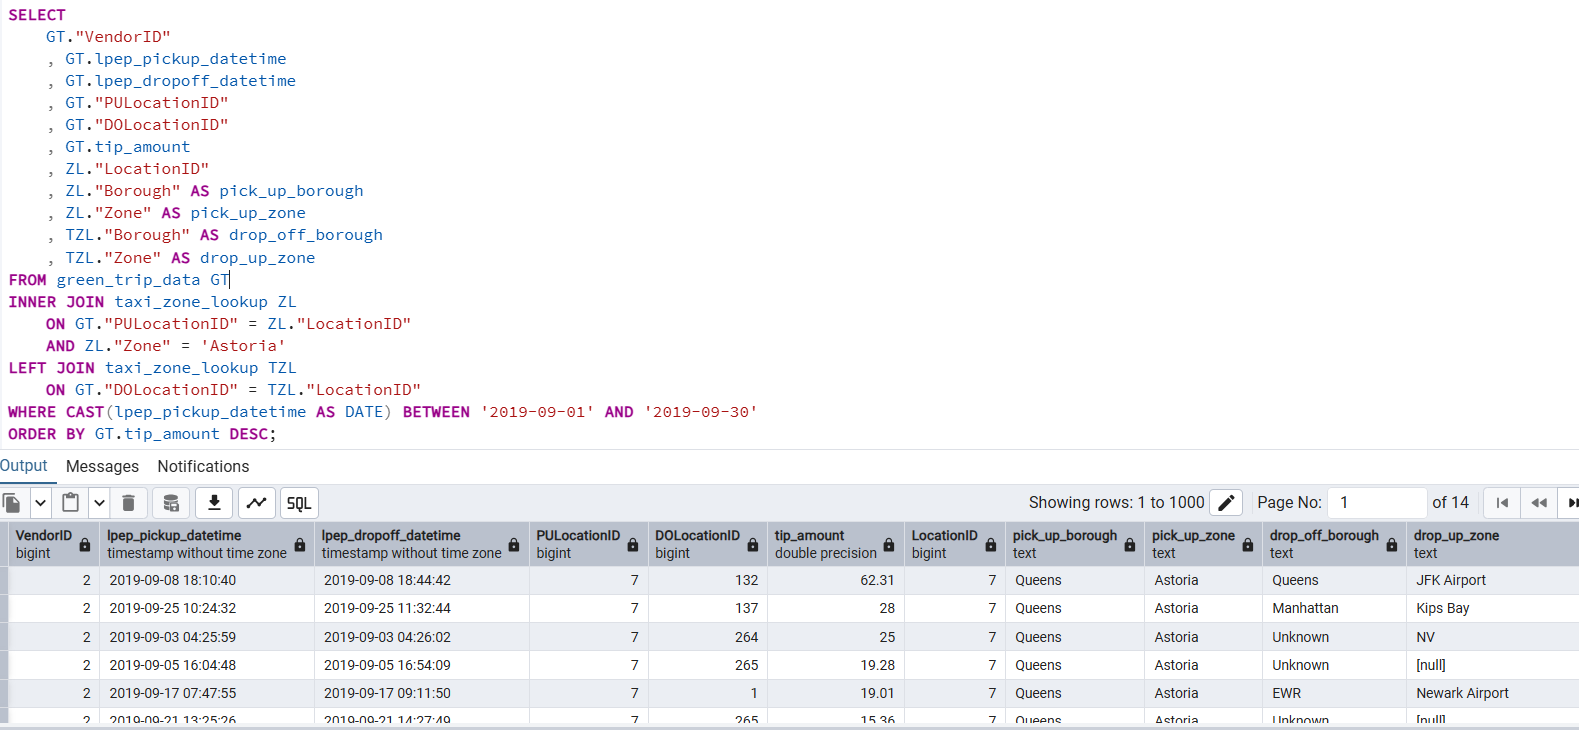 SELECT
GT."VendorID"
, GT.lpep_pickup_datetime
, GT.lpep_dropoff_datetime
, GT."PULocationID"
, GT."DOLocationID"
, GT.tip_amount
, ZL."LocationID"
, ZL."Borough" AS pick_up_borough
, ZL."Zone" AS pick_up_zone
, TZL."Borough" AS drop_off_borough
, TZL."Zone" AS drop_up_zone
FROM green_trip_data GT
INNER JOIN taxi_zone_lookup ZL
ON GT."PULocationID" = ZL."LocationID"
AND ZL."Zone" = 'Astoria'
LEFT JOIN taxi_zone_lookup TZL
ON GT."DOLocationID" = TZL."LocationID"
WHERE CAST(lpep_pickup_datetime AS DATE) BETWEEN '2019-09-01' AND '2019-09-30'
ORDER BY GT.tip_amount DESC;
Output Messages Notifications
SQL Showing rows: 1 to 1000 Page No: 1 of 14
VendorID lpep_pickup_datetime lpep_dropoff_datetime PULocationID DOLocationID tip_amount LocationID pick_up_borough pick_up_zone drop_off_borough drop_up_zone
bigint timestamp without time zone timestamp without time zone bigint bigint double precision bigint text text text text
2 2019-09-08 18:10:40 2019-09-08 18:44:42 7 132 62.31 7 Queens Astoria Queens JFK Airport
2 2019-09-25 10:24:32 2019-09-25 11:32:44 7 137 28 7 Queens Astoria Manhattan Kips Bay
2 2019-09-03 04:25:59 2019-09-03 04:26:02 7 264 25 7 Queens Astoria Unknown NV
2 2019-09-05 16:04:48 2019-09-05 16:54:09 7 265 19.28 7 Queens Astoria Unknown [null]
2 2019-09-17 07:47:55 2019-09-17 09:11:50 7 1 19.01 7 Queens Astoria EWR Newark Airport
2 2019-09-21 13:25:26 2019-09-21 14:27:49 7 265 15.36 7 Queens Astoria Unknown [null]